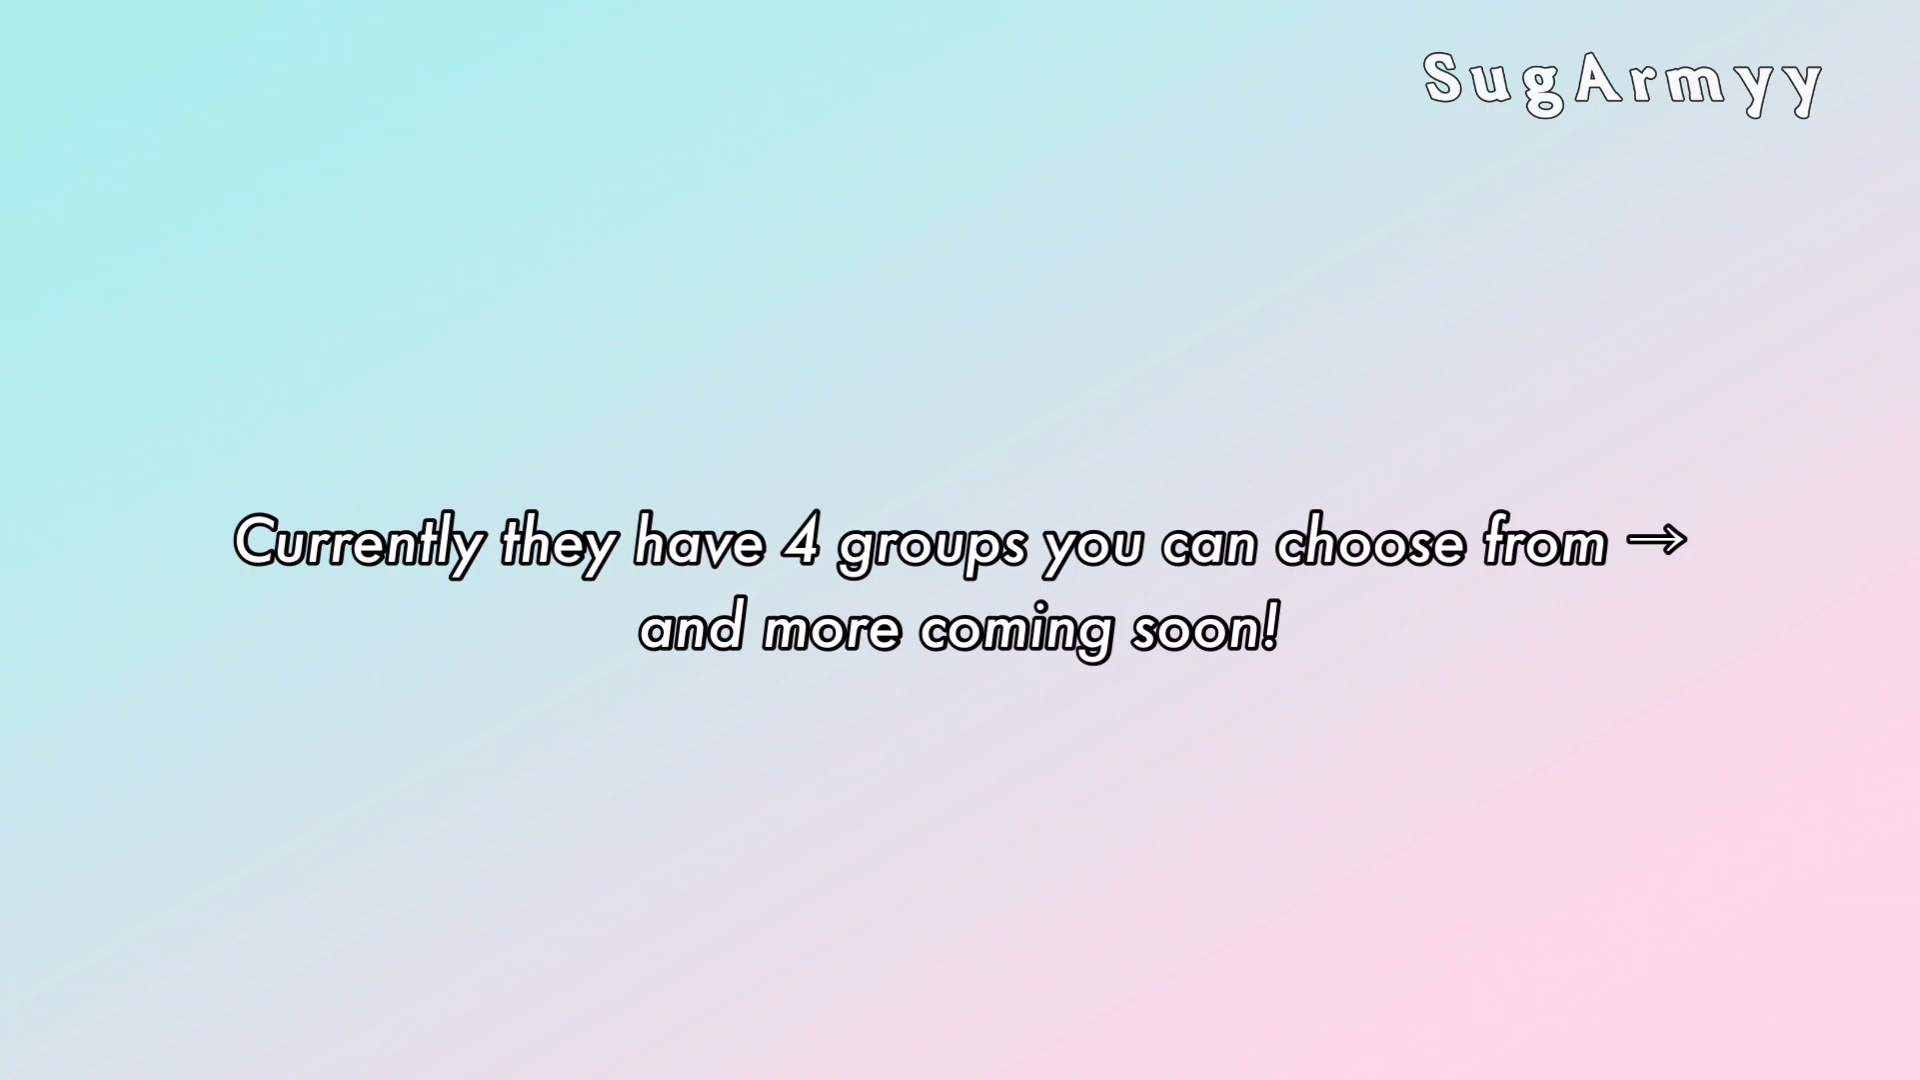 SugArmyy
Currently they have 4 groups you can choose from →
and more coming soon!